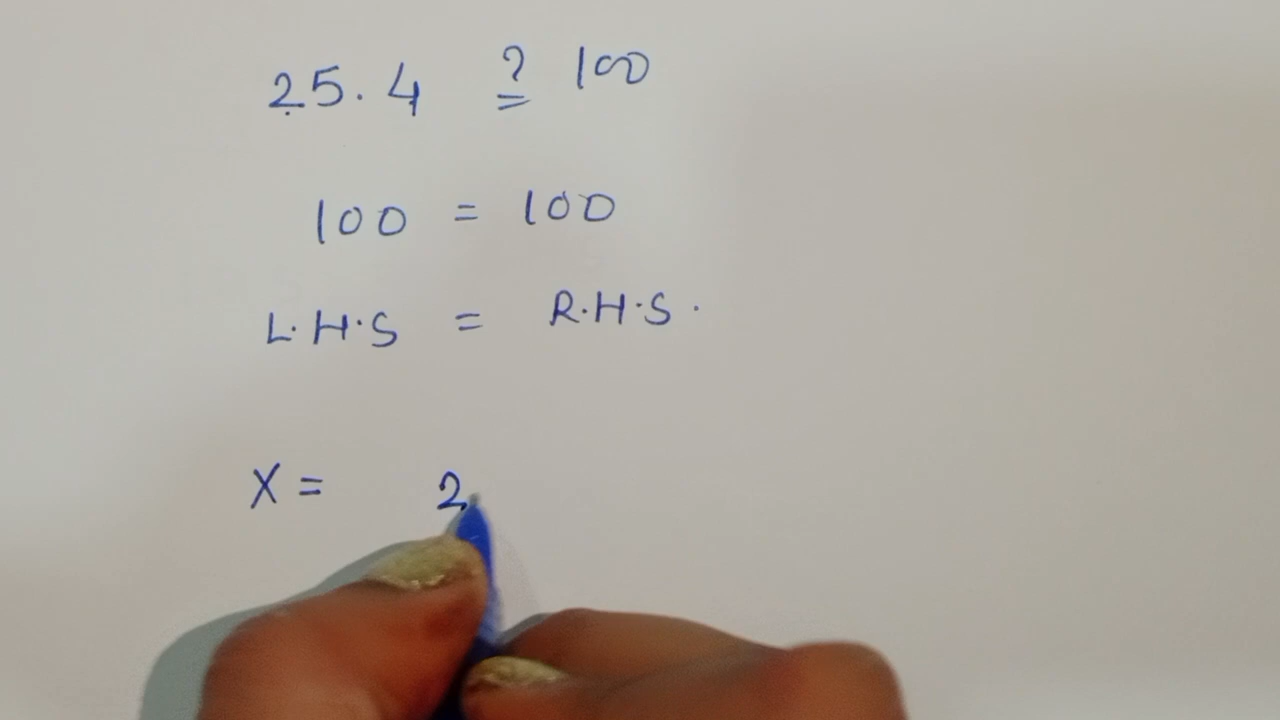 25.4 ≟ 100
100 = 100
L.H.S = R.H.S.
X = 2